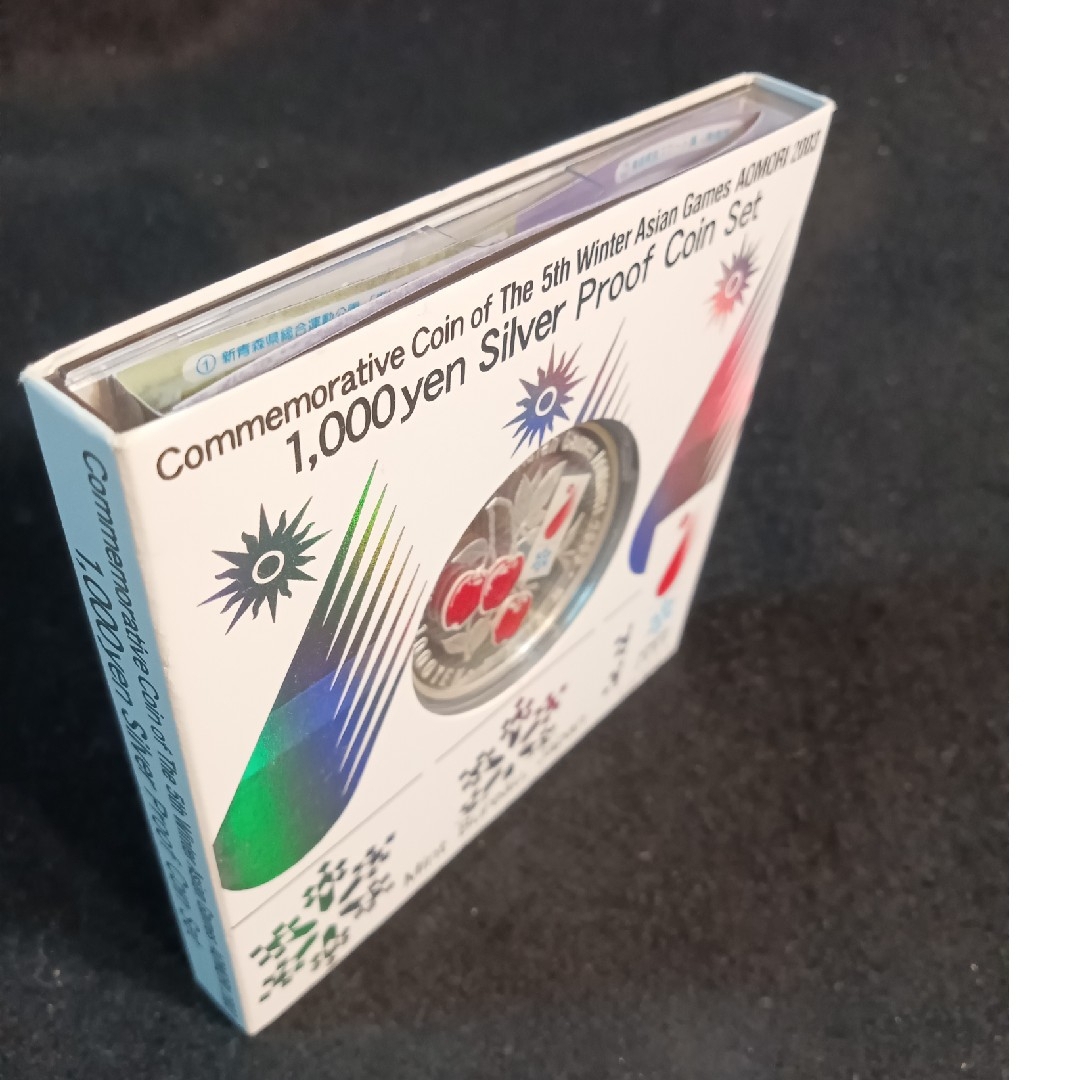 ① 新青森県総合運動公園
Commemorative Coin of The 5th Winter Asian Games AOMORI 2003
1,000yen Silver Proof Coin Set
Mint
Commemorative Coin of The 5th Winter Asian Games
1,000yen Silver Proof Coin Set